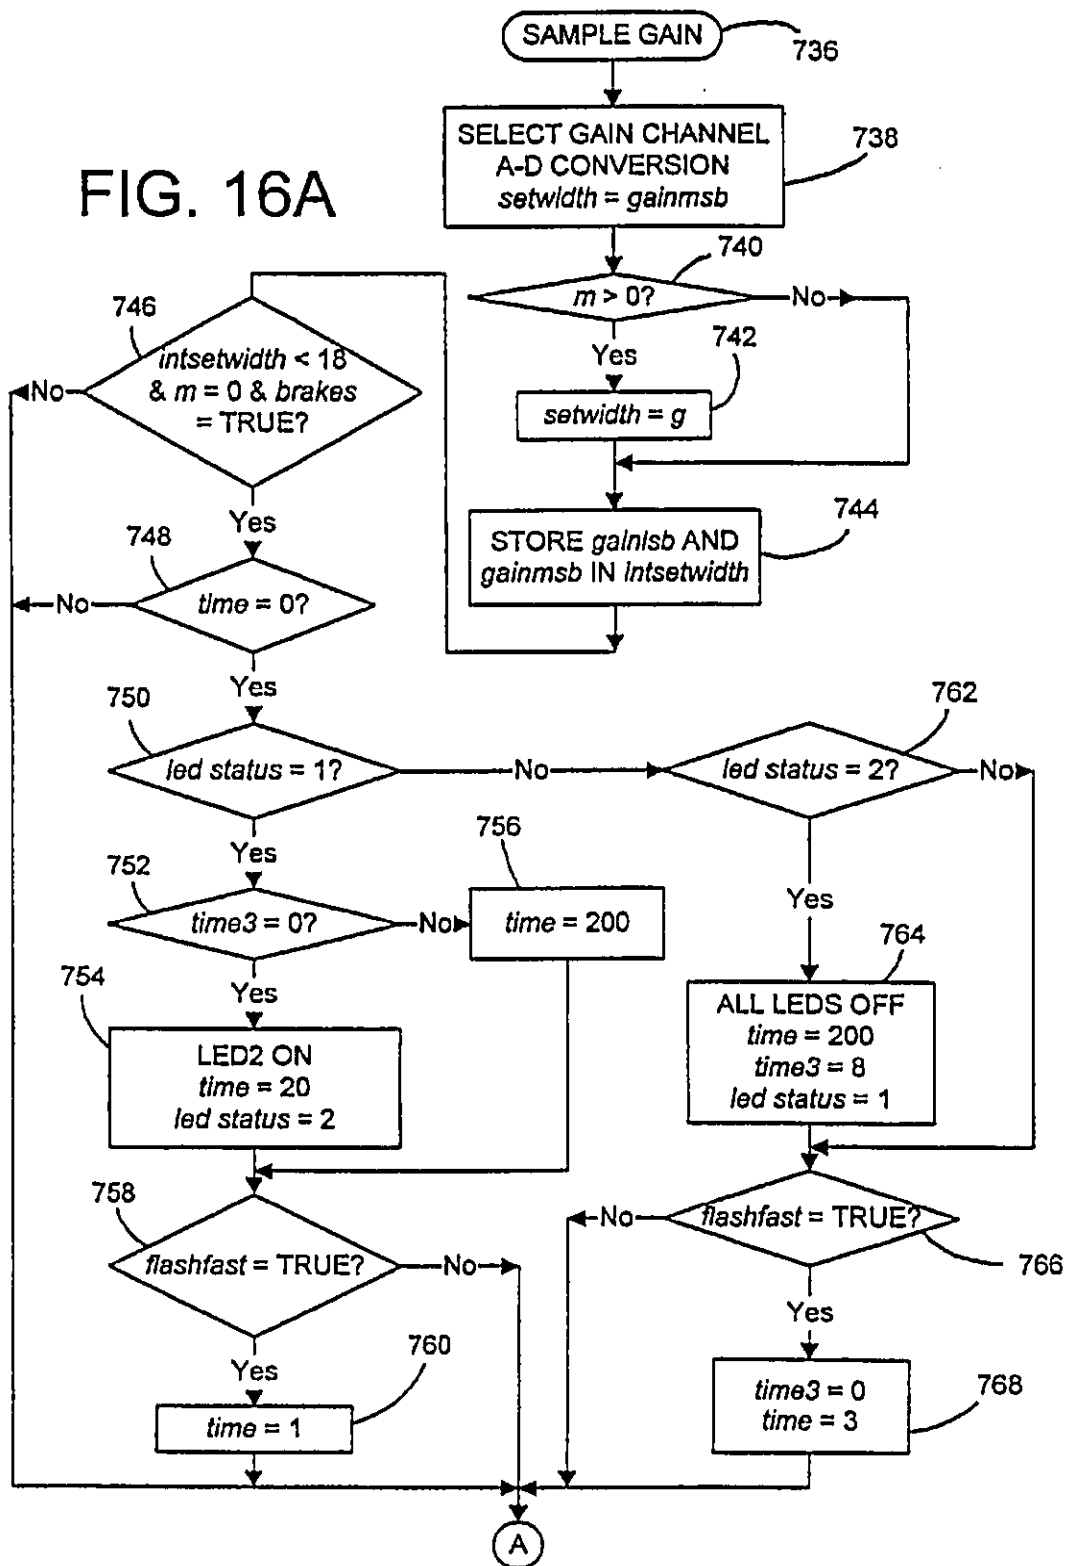 SAMPLE GAIN
736
SELECT GAIN CHANNEL
A-D CONVERSION
setwidth = gainmsb
738
FIG. 16A
740
m > 0?
No
Yes
742
setwidth = g
744
STORE gainlsb AND
gainmsb IN intsetwidth
746
intsetwidth < 18
& m = 0 & brakes
= TRUE?
No
Yes
748
time = 0?
No
Yes
750
led status = 1?
No
762
led status = 2?
No
Yes
Yes
752
time3 = 0?
No
756
time = 200
Yes
754
LED2 ON
time = 20
led status = 2
764
ALL LEDS OFF
time = 200
time3 = 8
led status = 1
758
flashfast = TRUE?
No
Yes
760
time = 1
No
flashfast = TRUE?
766
Yes
time3 = 0
time = 3
768
A